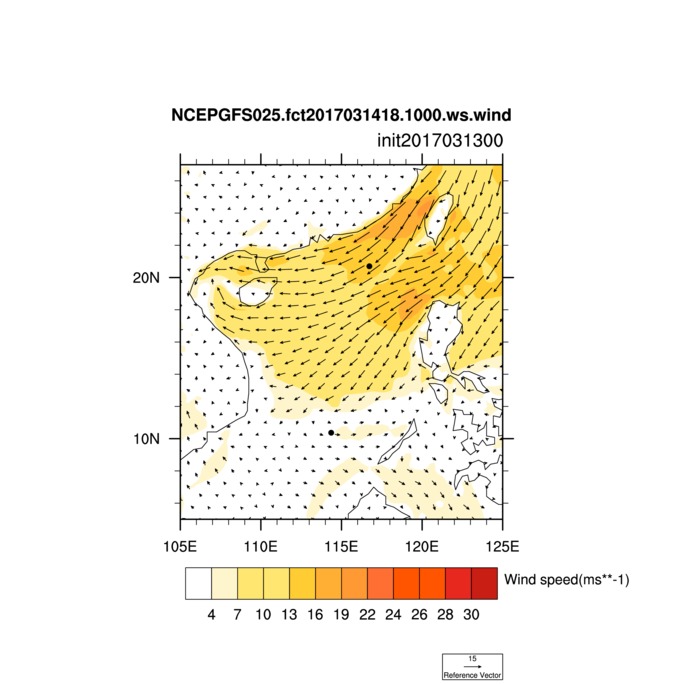 NCEPGFS025.fct2017031418.1000.ws.wind
init2017031300
20N
10N
105E 110E 115E 120E 125E
Wind speed(ms**-1)
4 7 10 13 16 19 22 24 26 28 30
15
Reference Vector